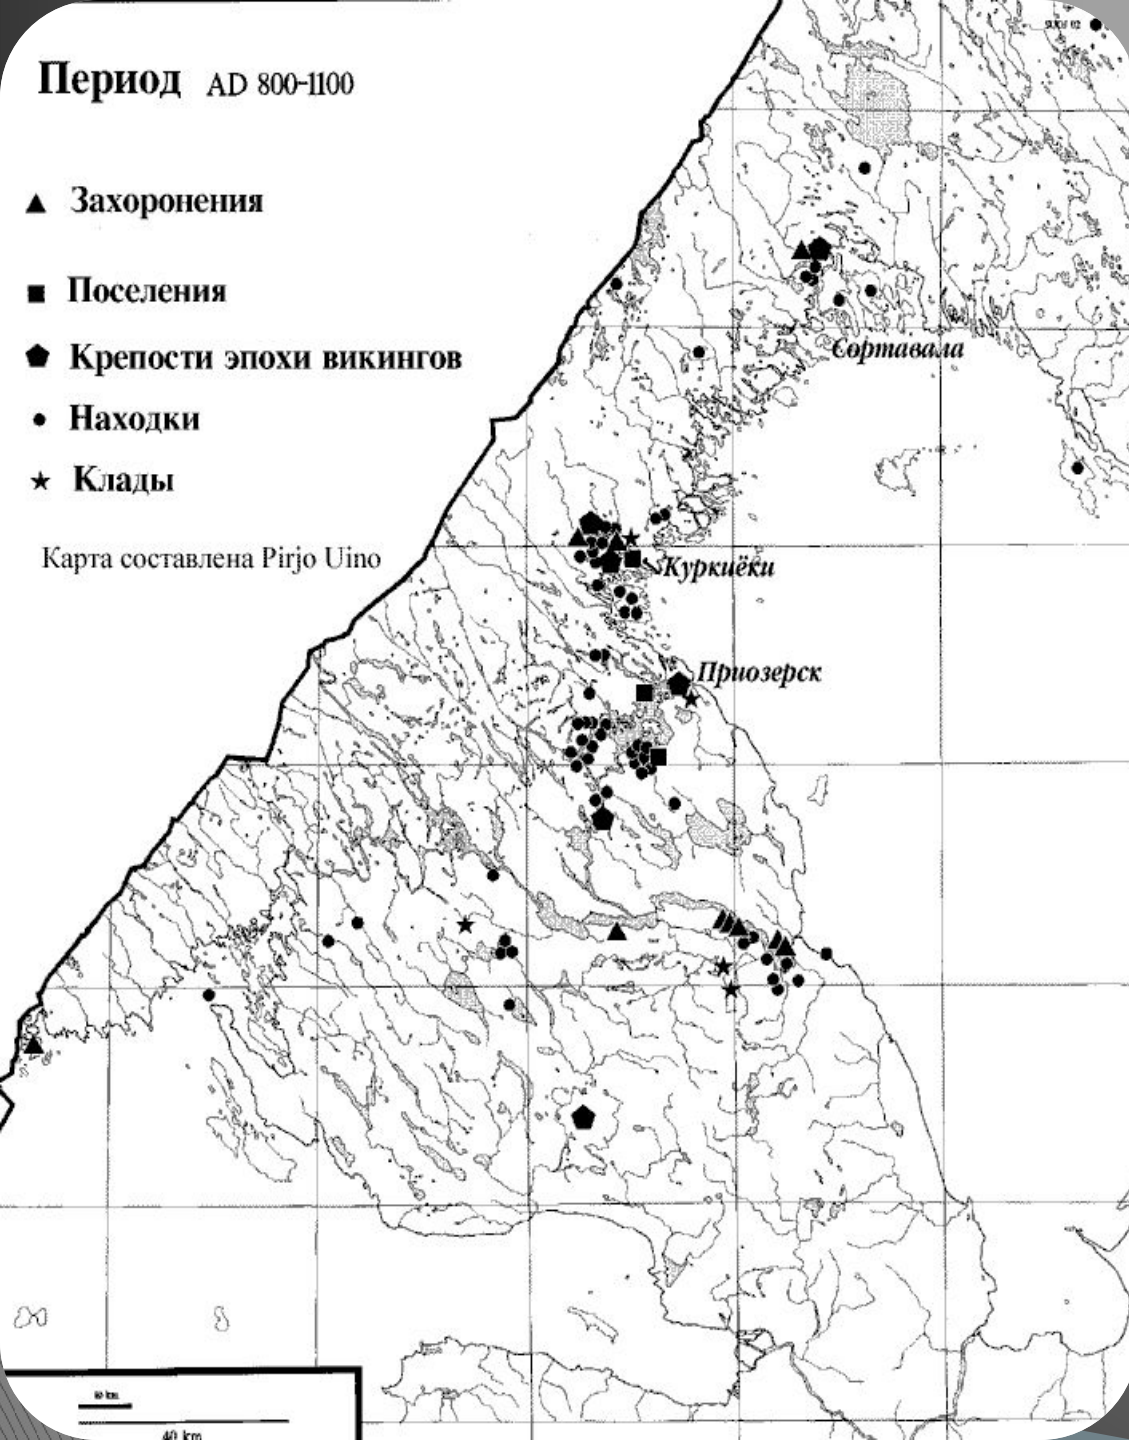 Период AD 800-1100
Захоронения
Поселения
Крепости эпохи викингов
Находки
Клады
Карта составлена Pirjo Uino
Сортавала
Куркиёки
Приозерск
40 km